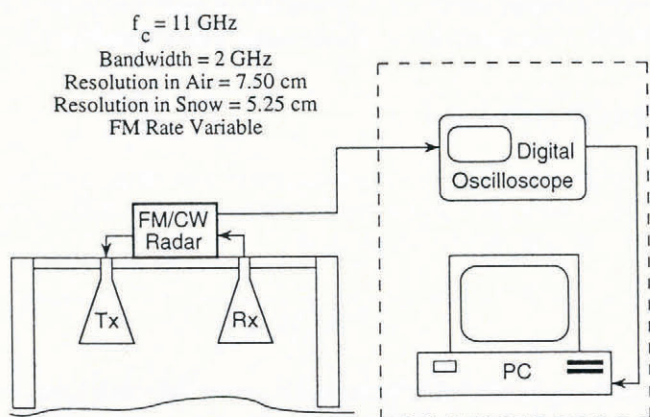 f_c = 11 GHz
Bandwidth = 2 GHz
Resolution in Air = 7.50 cm
Resolution in Snow = 5.25 cm
FM Rate Variable
FM/CW
Radar
Tx
Rx
Digital
Oscilloscope
PC